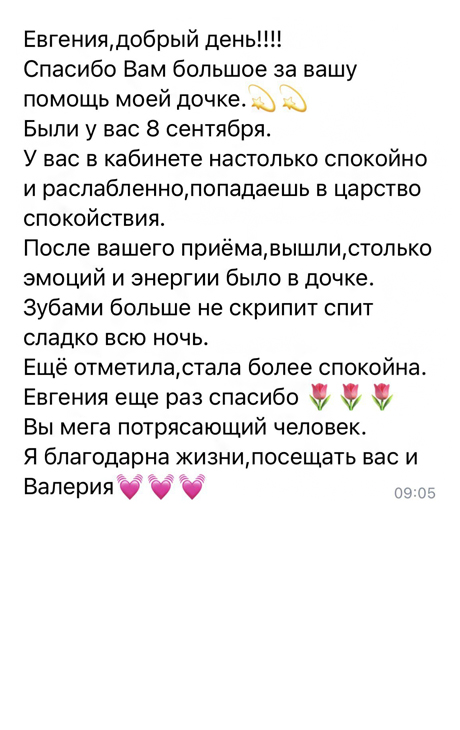 Евгения,добрый день!!!!
Спасибо Вам большое за вашу
помощь моей дочке.💫💫
Были у вас 8 сентября.
У вас в кабинете настолько спокойно
и раслабленно,попадаешь в царство
спокойствия.
После вашего приёма,вышли,столько
эмоций и энергии было в дочке.
Зубами больше не скрипит спит
сладко всю ночь.
Ещё отметила,стала более спокойна.
Евгения еще раз спасибо 🌷🌷🌷
Вы мега потрясающий человек.
Я благодарна жизни,посещать вас и
Валерия💓💓💓
09:05